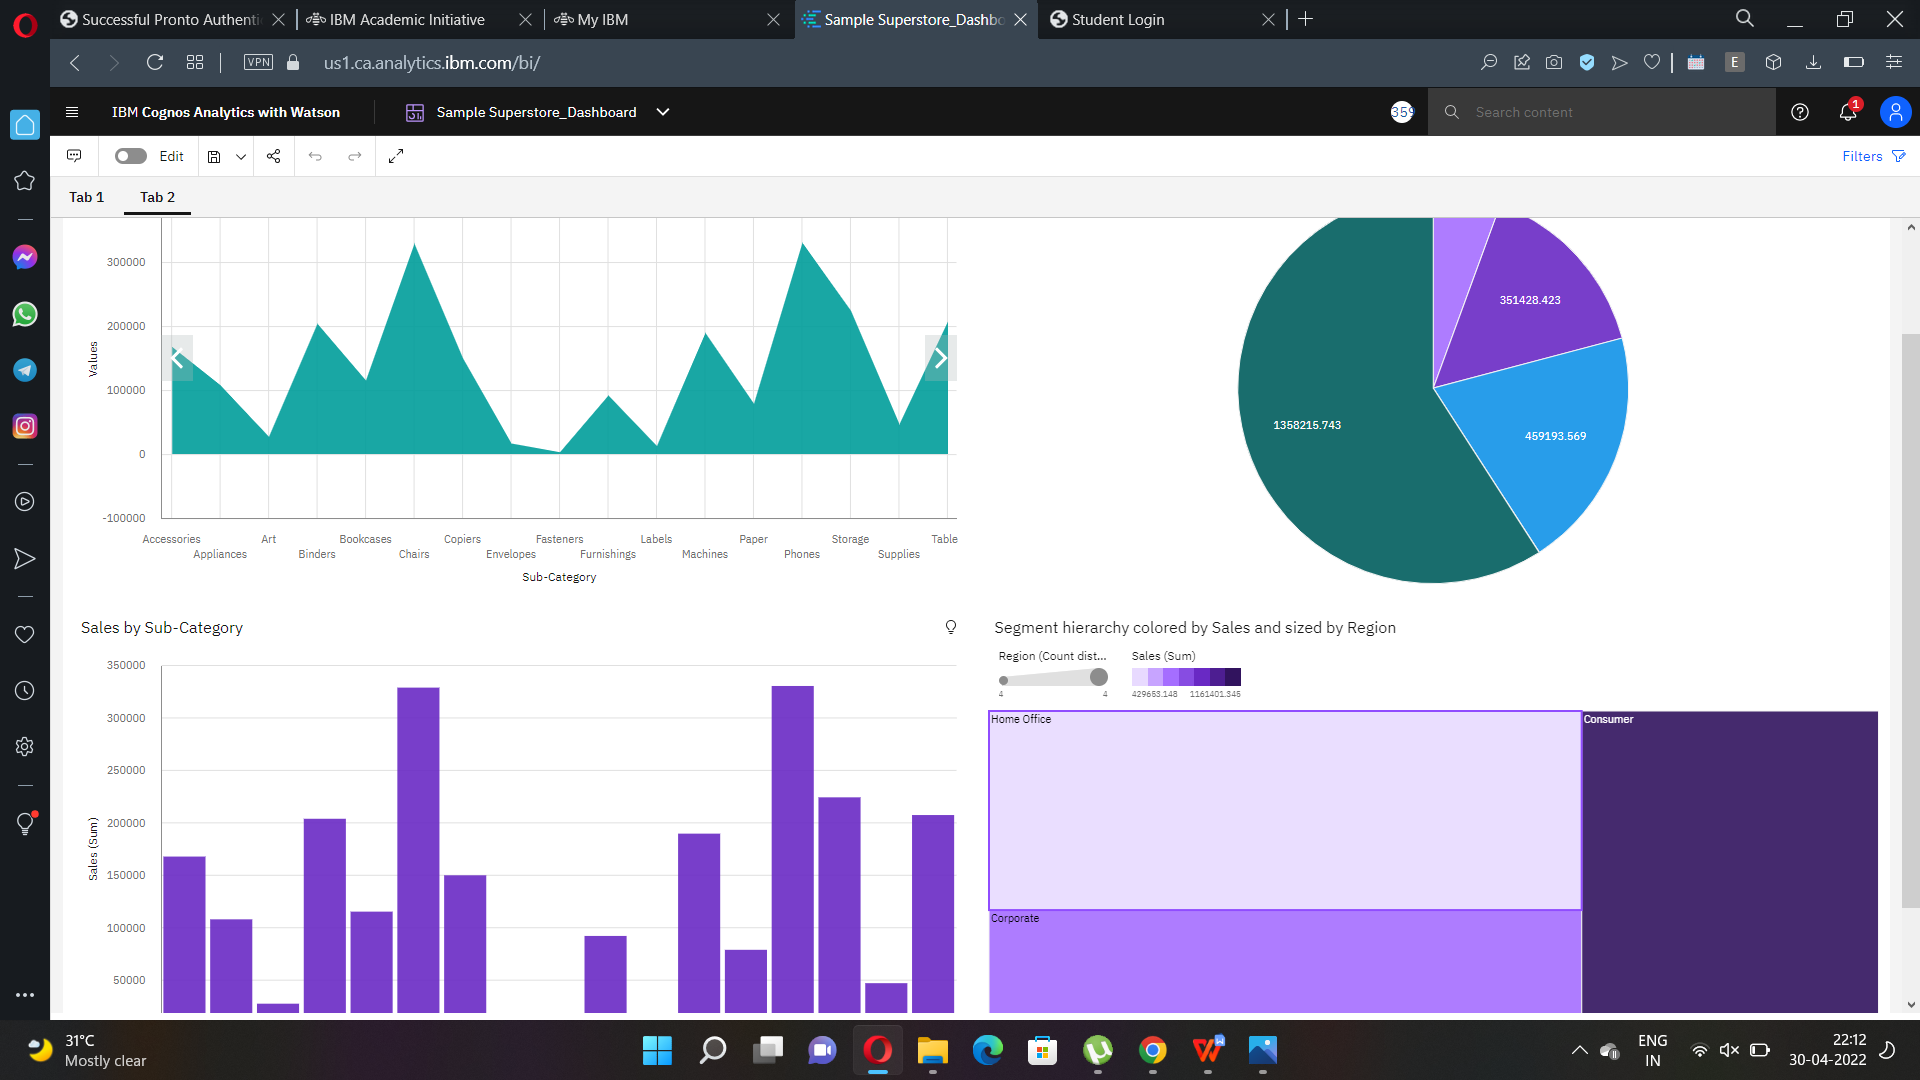 Successful Pronto Authenti
IBM Academic Initiative
My IBM
Sample Superstore_Dashbo
Student Login
VPN
us1.ca.analytics.ibm.com/bi/
E
IBM Cognos Analytics with Watson
Sample Superstore_Dashboard
Search content
1
Edit
Filters
Tab 1
Tab 2
300000
200000
100000
0
-100000
Values
Accessories
Appliances
Art
Binders
Bookcases
Chairs
Copiers
Envelopes
Fasteners
Furnishings
Labels
Machines
Paper
Phones
Storage
Supplies
Table
Sub-Category
351428.423
459193.569
1358215.743
Sales by Sub-Category
350000
300000
250000
200000
150000
100000
50000
Sales (Sum)
Segment hierarchy colored by Sales and sized by Region
Region (Count dist...
4
4
Sales (Sum)
429653.148
1161401.345
Home Office
Consumer
Corporate
31°C
Mostly clear
ENG
IN
22:12
30-04-2022